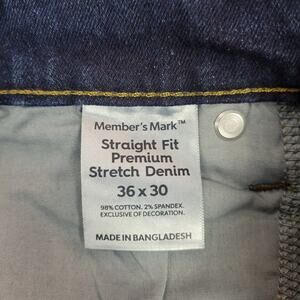 Member's Mark™
Straight Fit
Premium
Stretch Denim
36 x 30
98% COTTON, 2% SPANDEX.
EXCLUSIVE OF DECORATION.
MADE IN BANGLADESH